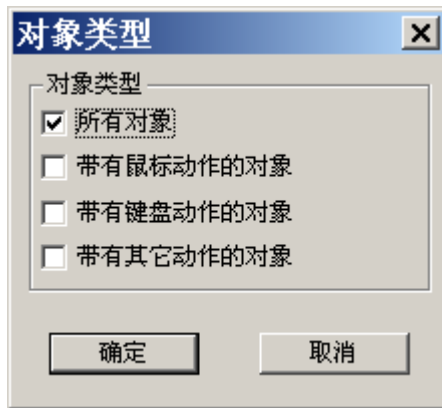 对象类型
对象类型
所有对象
带有鼠标动作的对象
带有键盘动作的对象
带有其它动作的对象
确定
取消